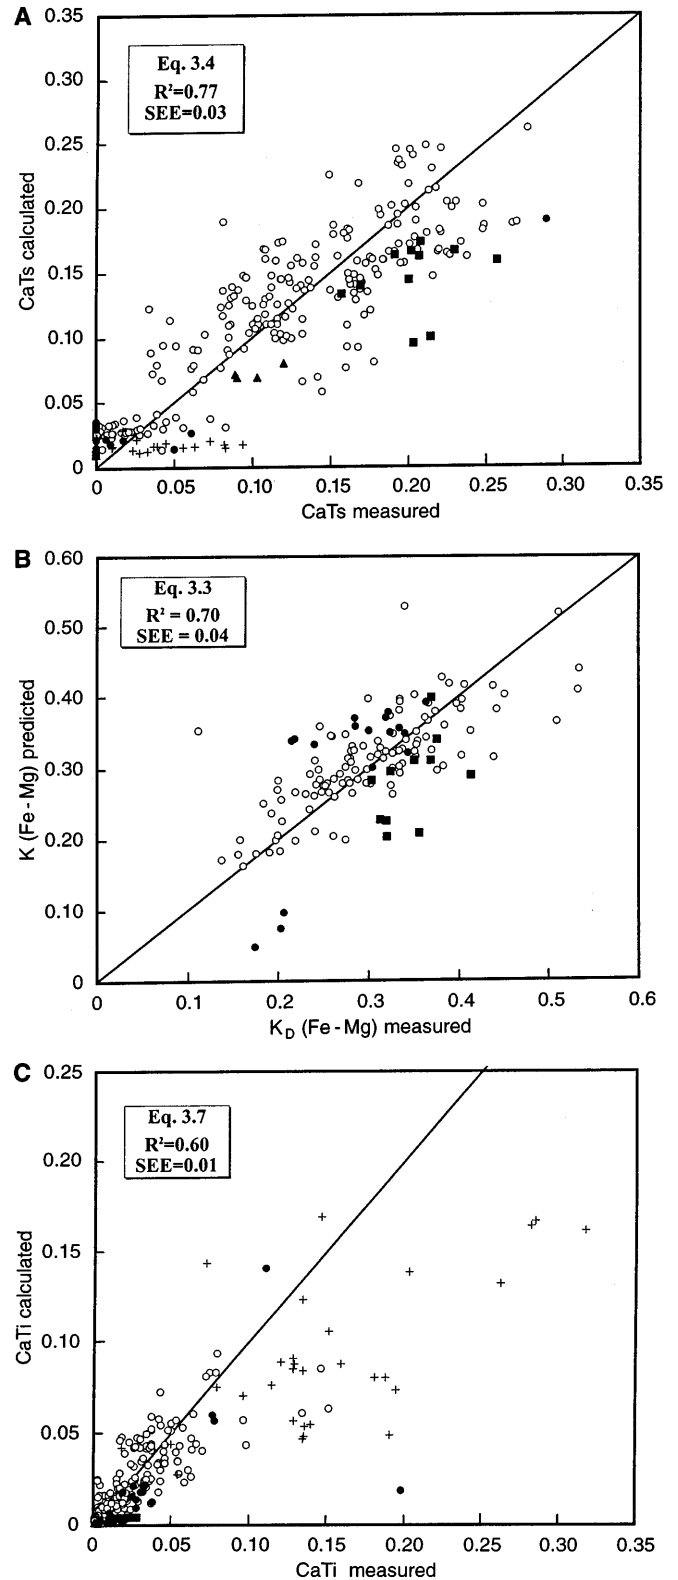 A
0.35
0.30
0.25
0.20
0.15
0.10
0.05
0
CaTs calculated
Eq. 3.4
R²=0.77
SEE=0.03
0 0.05 0.10 0.20 0.25 0.30 0.35
CaTs measured
B
0.60
0.50
0.40
0.30
0.20
0.10
0
K (Fe - Mg) predicted
Eq. 3.3
R² = 0.70
SEE = 0.04
0 0.1 0.2 0.3 0.4 0.5 0.6
K_D (Fe - Mg) measured
C
0.25
0.20
0.15
0.10
0.05
0
CaTi calculated
Eq. 3.7
R²=0.60
SEE=0.01
0 0.05 0.10 0.15 0.20 0.25 0.30 0.35
CaTi measured